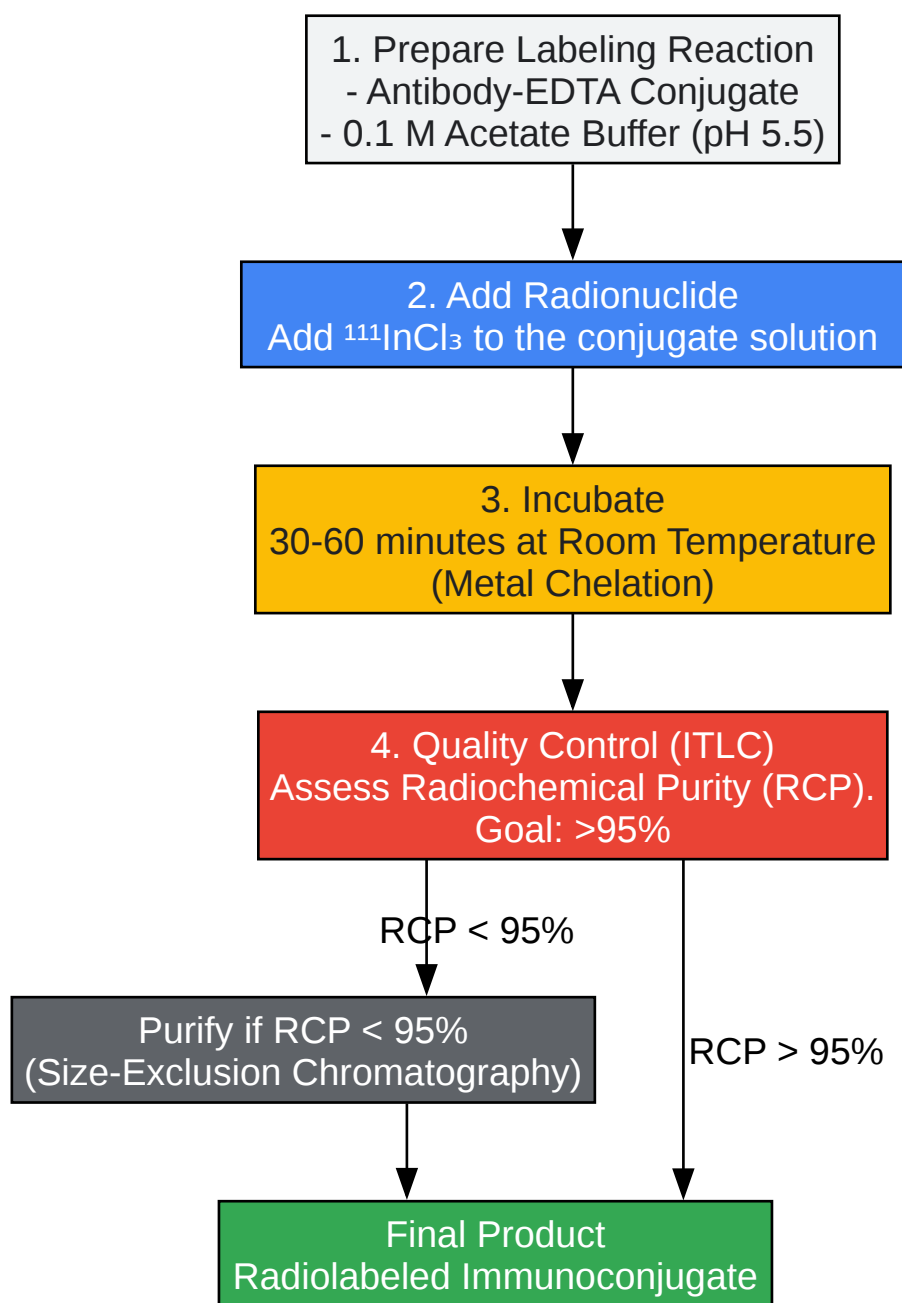 1. Prepare Labeling Reaction
- Antibody-EDTA Conjugate
- 0.1 M Acetate Buffer (pH 5.5)
2. Add Radionuclide
Add ¹¹¹InCl₃ to the conjugate solution
3. Incubate
30-60 minutes at Room Temperature
(Metal Chelation)
4. Quality Control (ITLC)
Assess Radiochemical Purity (RCP).
Goal: >95%
RCP < 95%
Purify if RCP < 95%
(Size-Exclusion Chromatography)
RCP > 95%
Final Product
Radiolabeled Immunoconjugate